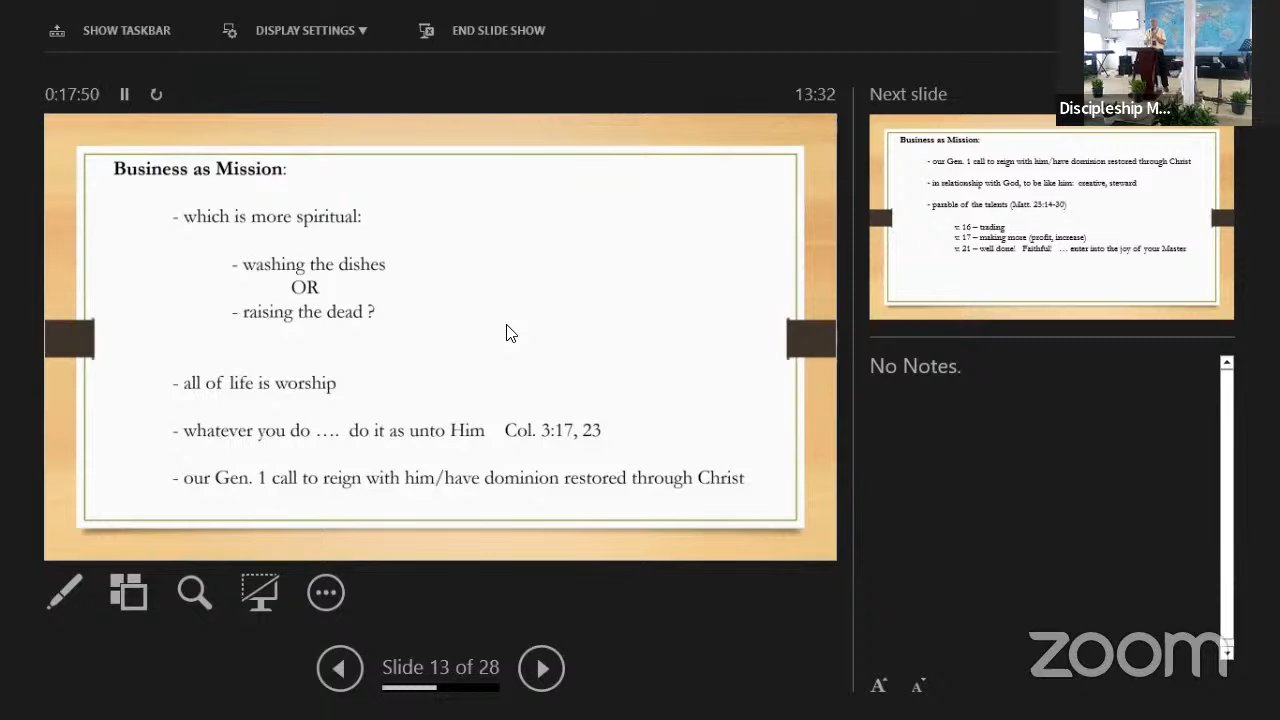 SHOW TASKBAR
DISPLAY SETTINGS
END SLIDE SHOW
0:17:50
13:32
Next slide
Discipleship M...
Business as Mission:
- which is more spiritual:
- washing the dishes
OR
- raising the dead ?
- all of life is worship
- whatever you do .... do it as unto Him Col. 3:17, 23
- our Gen. 1 call to reign with him/have dominion restored through Christ
Business as Mission:
- our Gen. 1 call to reign with him/have dominion restored through Christ
- in relationship with God, to be like him: creative, steward
- parable of the talents (Matt. 25:14-30)
v. 16 – trading
v. 17 – making more (profit, increase)
v. 21 – well done! Faithful! ... enter into the joy of your Master
No Notes.
Slide 13 of 28
A A
zoom